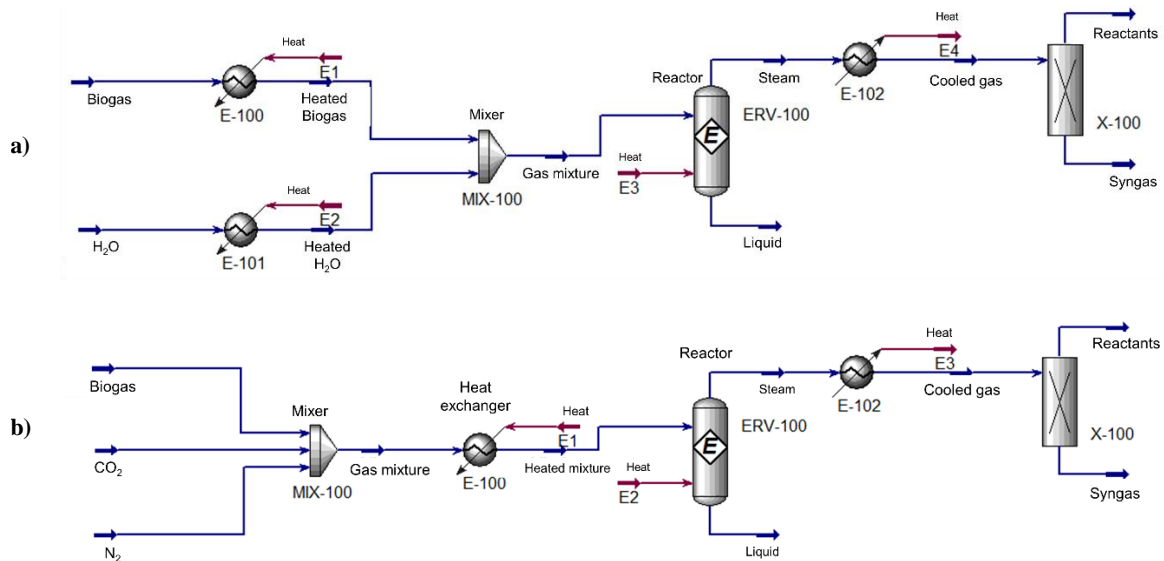 a)
Biogas
Heat
E1
Heated
Biogas
E-100
H₂O
Heat
E2
Heated
H₂O
E-101
Mixer
MIX-100
Gas mixture
Heat
E3
Reactor
ERV-100
E
Steam
Liquid
Heat
E4
E-102
Cooled gas
Reactants
X-100
Syngas
b)
Biogas
CO₂
N₂
Mixer
MIX-100
Gas mixture
Heat
exchanger
Heat
E1
E-100
Heated mixture
Heat
E2
Reactor
ERV-100
E
Steam
Liquid
Heat
E3
E-102
Cooled gas
Reactants
X-100
Syngas